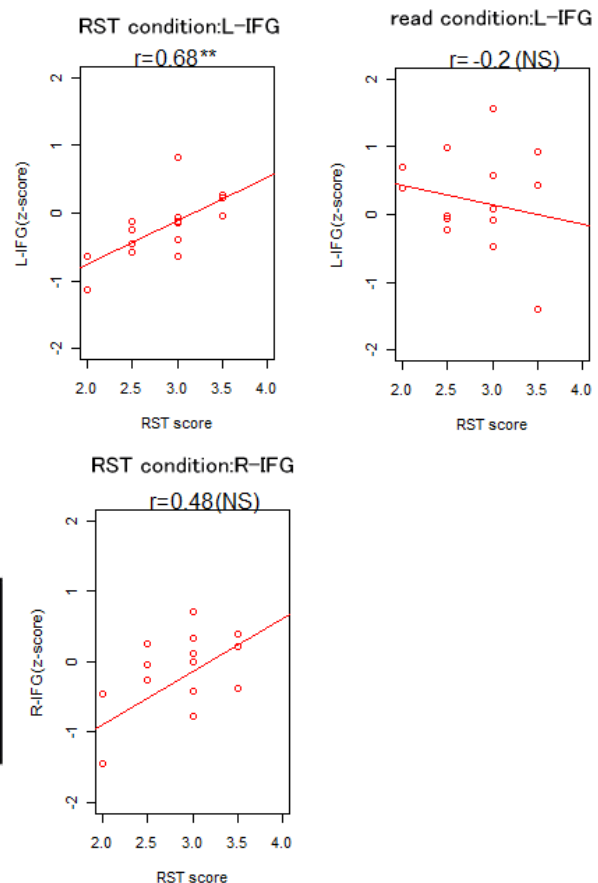 RST condition:L-IFG
r=0.68**
L-IFG(z-score)
2
1
0
-1
-2
2.0 2.5 3.0 3.5 4.0
RST score
read condition:L-IFG
r= -0.2 (NS)
L-IFG(z-score)
2
1
0
-1
-2
2.0 2.5 3.0 3.5 4.0
RST score
RST condition:R-IFG
r=0.48(NS)
R-IFG(z-score)
2
1
0
-1
-2
2.0 2.5 3.0 3.5 4.0
RST score